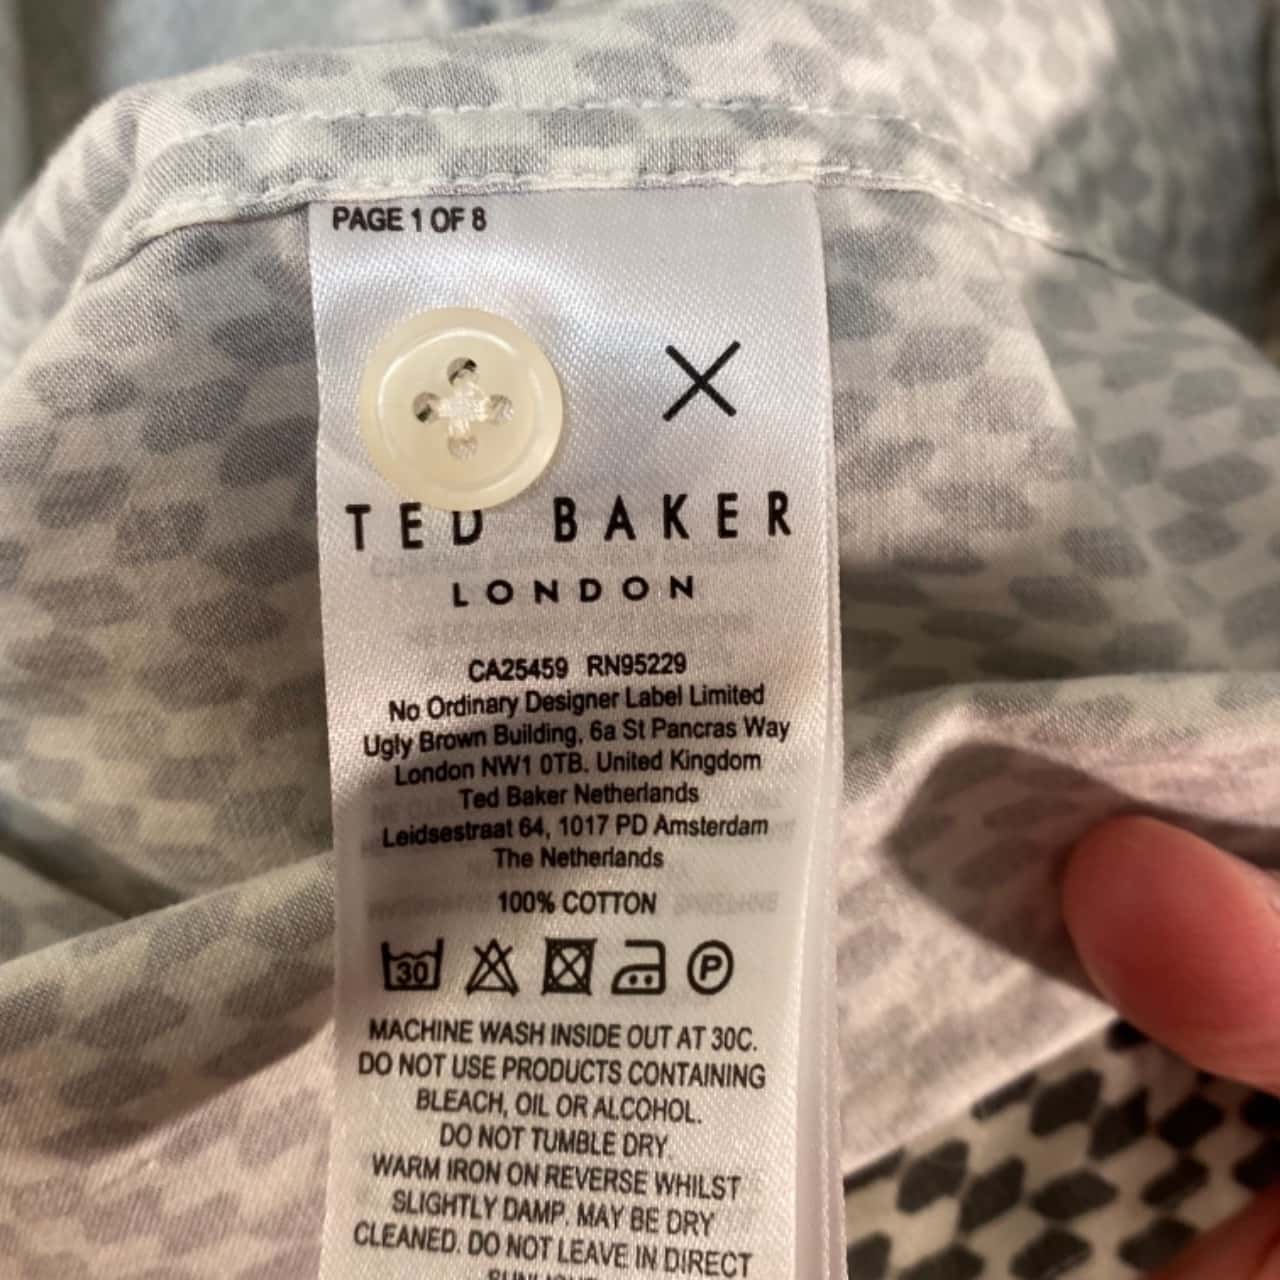 PAGE 1 OF 8
TED BAKER
LONDON
CA25459 RN95229
No Ordinary Designer Label Limited
Ugly Brown Building, 6a St Pancras Way
London NW1 0TB. United Kingdom
Ted Baker Netherlands
Leidsestraat 64, 1017 PD Amsterdam
The Netherlands
100% COTTON
30 P
MACHINE WASH INSIDE OUT AT 30C.
DO NOT USE PRODUCTS CONTAINING
BLEACH, OIL OR ALCOHOL.
DO NOT TUMBLE DRY
WARM IRON ON REVERSE WHILST
SLIGHTLY DAMP. MAY BE DRY
CLEANED. DO NOT LEAVE IN DIRECT